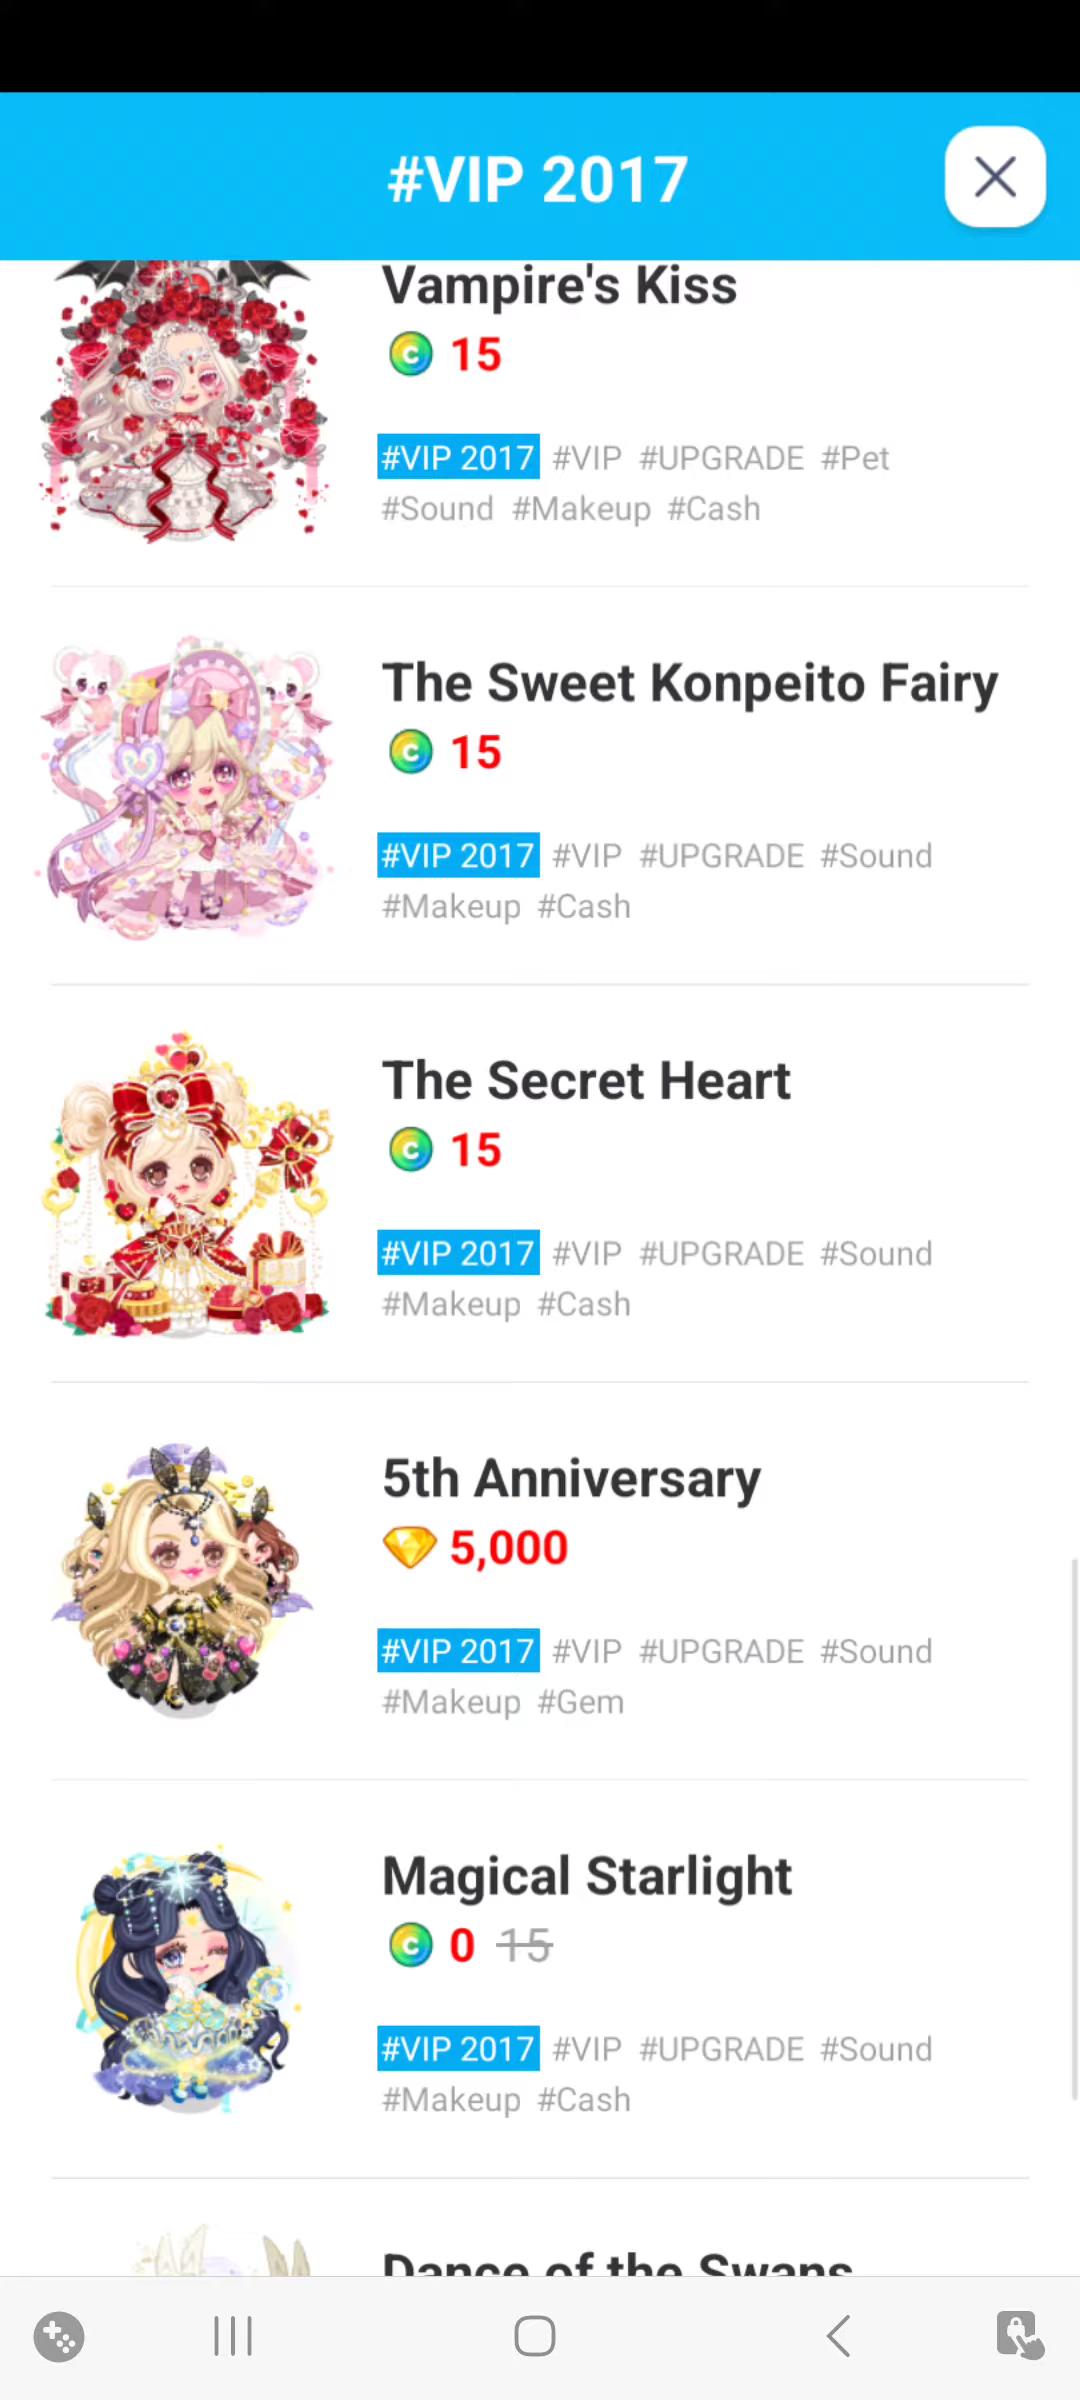 #VIP 2017
Vampire's Kiss
C 15
#VIP 2017 #VIP #UPGRADE #Pet
#Sound #Makeup #Cash
The Sweet Konpeito Fairy
C 15
#VIP 2017 #VIP #UPGRADE #Sound
#Makeup #Cash
The Secret Heart
C 15
#VIP 2017 #VIP #UPGRADE #Sound
#Makeup #Cash
5th Anniversary
5,000
#VIP 2017 #VIP #UPGRADE #Sound
#Makeup #Gem
Magical Starlight
C 0 15
#VIP 2017 #VIP #UPGRADE #Sound
#Makeup #Cash
Dance of the Swans